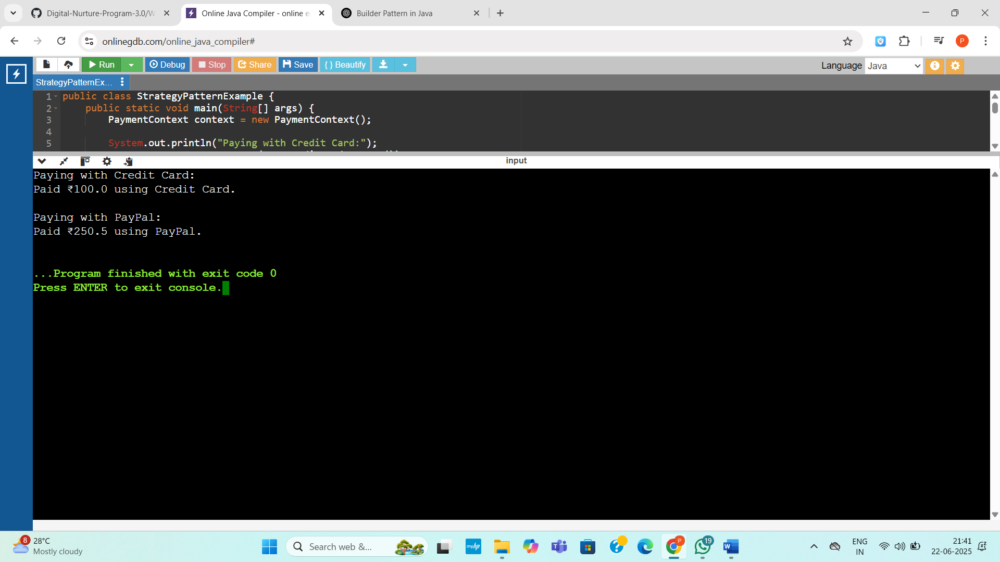 Digital-Nurture-Program-3.0/W
Online Java Compiler - online e
Builder Pattern in Java
onlinegdb.com/online_java_compiler#
P
Run
Debug
Stop
Share
Save
{ } Beautify
Language
Java
StrategyPatternEx...
1 public class StrategyPatternExample {
2 public static void main(String[] args) {
3 PaymentContext context = new PaymentContext();
4
5 System.out.println("Paying with Credit Card:");
input
Paying with Credit Card:
Paid ₹100.0 using Credit Card.
Paying with PayPal:
Paid ₹250.5 using PayPal.
...Program finished with exit code 0
Press ENTER to exit console.
8
28°C
Mostly cloudy
Search web &...
myhp
P
19
W
ENG
IN
21:41
22-06-2025